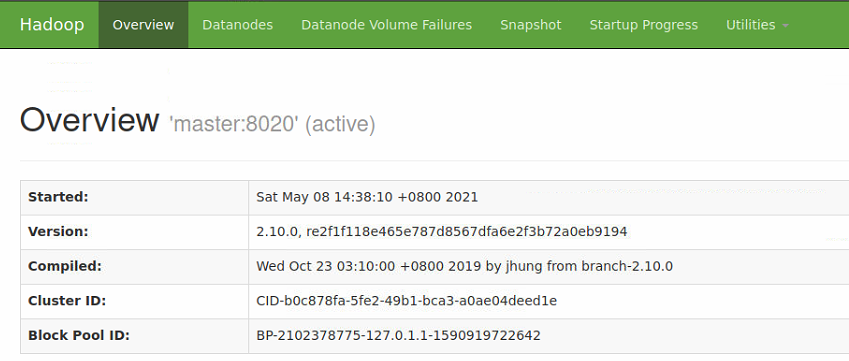 Hadoop Overview Datanodes Datanode Volume Failures Snapshot Startup Progress Utilities
Overview 'master:8020' (active)
Started: Sat May 08 14:38:10 +0800 2021
Version: 2.10.0, re2f1f118e465e787d8567dfa6e2f3b72a0eb9194
Compiled: Wed Oct 23 03:10:00 +0800 2019 by jhung from branch-2.10.0
Cluster ID: CID-b0c878fa-5fe2-49b1-bca3-a0ae04deed1e
Block Pool ID: BP-2102378775-127.0.1.1-1590919722642